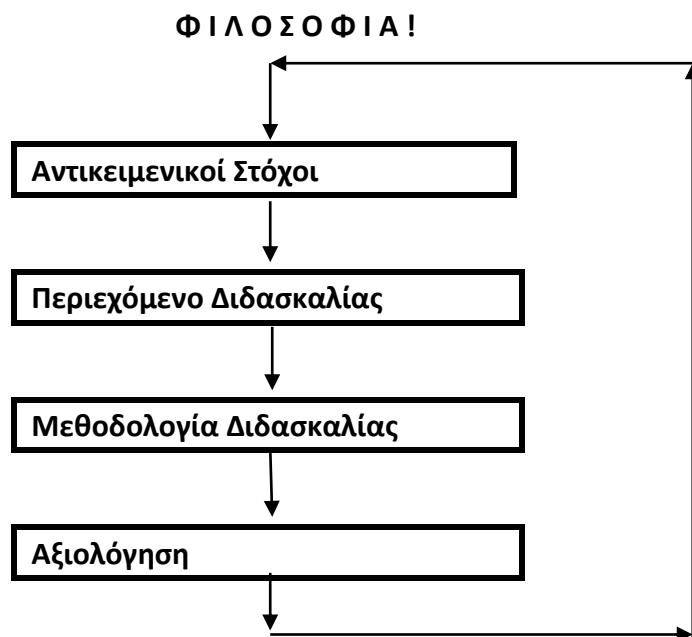 Φ Ι Λ Ο Σ Ο Φ Ι Α !
Αντικειμενικοί Στόχοι
Περιεχόμενο Διδασκαλίας
Μεθοδολογία Διδασκαλίας
Αξιολόγηση